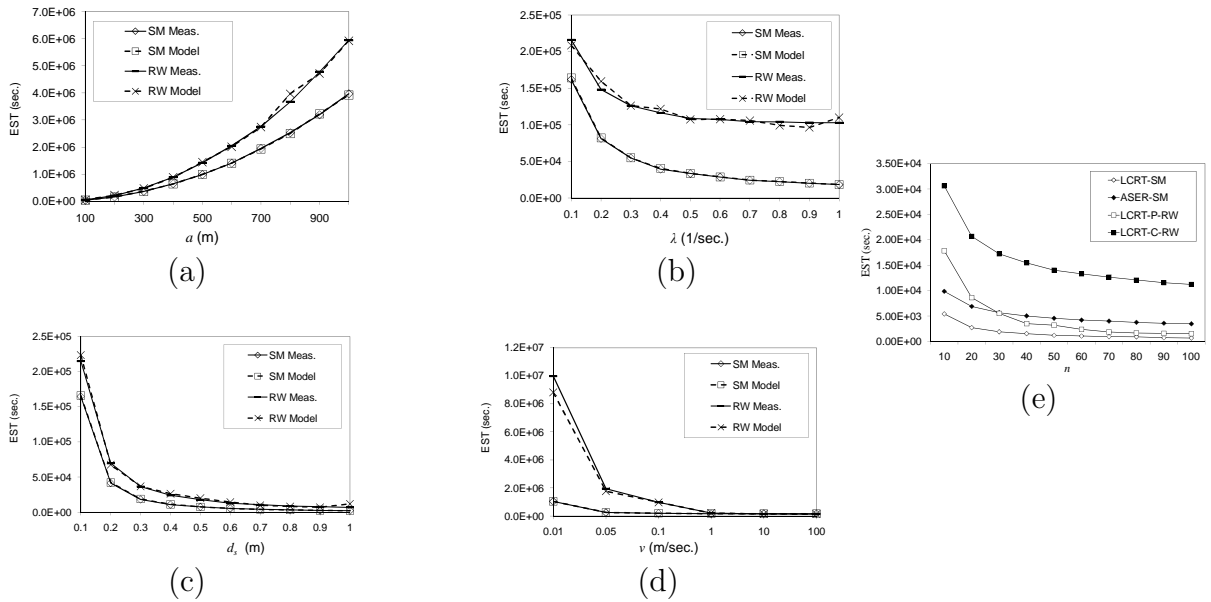 7.0E+06
6.0E+06
5.0E+06
4.0E+06
3.0E+06
2.0E+06
1.0E+06
0.0E+00
EST (sec.)
SM Meas.
SM Model
RW Meas.
RW Model
100 300 500 700 900
a (m)
(a)
2.5E+05
2.0E+05
1.5E+05
1.0E+05
5.0E+04
0.0E+00
EST (sec.)
SM Meas.
SM Model
RW Meas.
RW Model
0.1 0.2 0.3 0.4 0.5 0.6 0.7 0.8 0.9 1
λ (1/sec.)
(b)
2.5E+05
2.0E+05
1.5E+05
1.0E+05
5.0E+04
0.0E+00
EST (sec.)
SM Meas.
SM Model
RW Meas.
RW Model
0.1 0.2 0.3 0.4 0.5 0.6 0.7 0.8 0.9 1
d_s (m)
(c)
1.2E+07
1.0E+07
8.0E+06
6.0E+06
4.0E+06
2.0E+06
0.0E+00
EST (sec.)
SM Meas.
SM Model
RW Meas.
RW Model
0.01 0.05 0.1 1 10 100
v (m/sec.)
(d)
3.50E+04
3.00E+04
2.50E+04
2.00E+04
1.50E+04
1.00E+04
5.00E+03
0.00E+00
EST (sec.)
LCRT-SM
ASER-SM
LCRT-P-RW
LCRT-C-RW
10 20 30 40 50 60 70 80 90 100
n
(e)